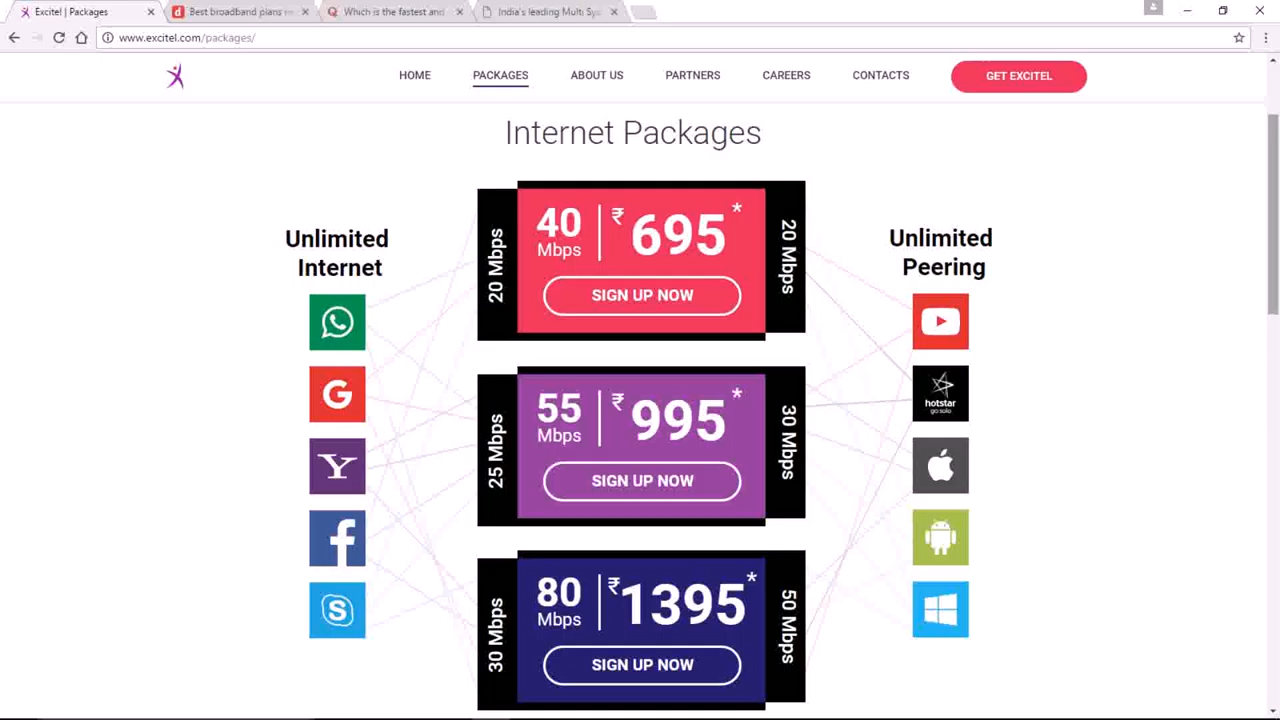 Excitel | Packages
Best broadband plans
Which is the fastest and
India's leading Multi Sys
www.excitel.com/packages/
HOME
PACKAGES
ABOUT US
PARTNERS
CAREERS
CONTACTS
GET EXCITEL
Internet Packages
Unlimited
Internet
20 Mbps
40
Mbps
₹ 695*
SIGN UP NOW
20 Mbps
25 Mbps
55
Mbps
₹ 995*
SIGN UP NOW
30 Mbps
30 Mbps
80
Mbps
₹ 1395*
SIGN UP NOW
50 Mbps
Unlimited
Peering
hotstar
go solo